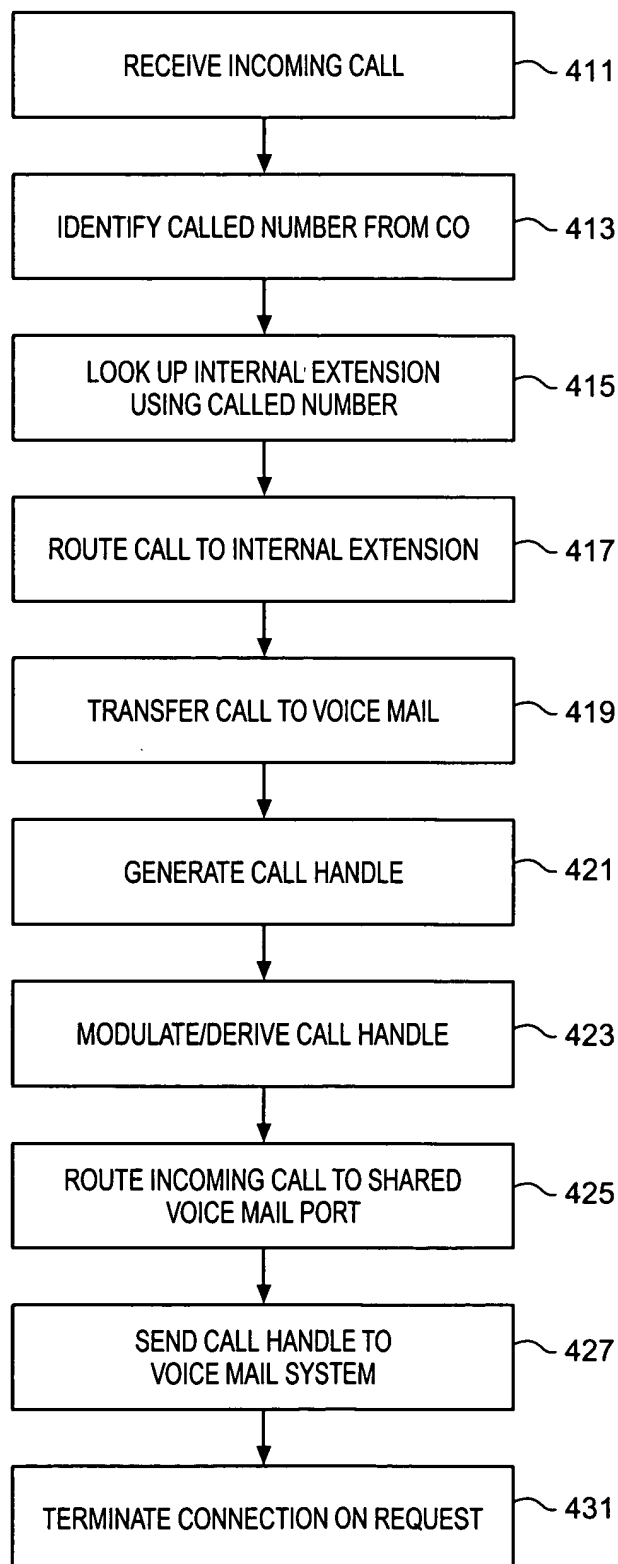 RECEIVE INCOMING CALL
411
IDENTIFY CALLED NUMBER FROM CO
413
LOOK UP INTERNAL EXTENSION
USING CALLED NUMBER
415
ROUTE CALL TO INTERNAL EXTENSION
417
TRANSFER CALL TO VOICE MAIL
419
GENERATE CALL HANDLE
421
MODULATE/DERIVE CALL HANDLE
423
ROUTE INCOMING CALL TO SHARED
VOICE MAIL PORT
425
SEND CALL HANDLE TO
VOICE MAIL SYSTEM
427
TERMINATE CONNECTION ON REQUEST
431